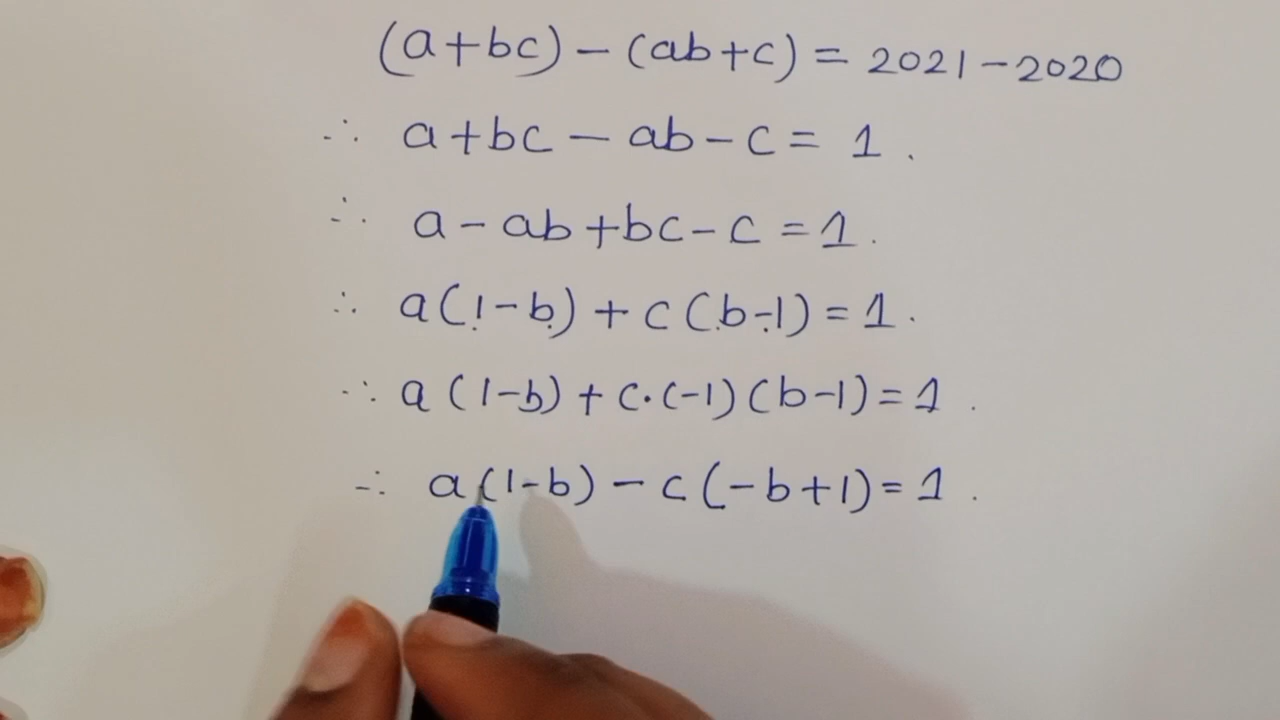 (a+bc)-(ab+c)=2021-2020
∴ a+bc-ab-c=1.
∴ a-ab+bc-c=1.
∴ a(1-b)+c(b-1)=1.
∴ a(1-b)+c·(-1)(b-1)=1.
∴ a(1-b)-c(-b+1)=1.